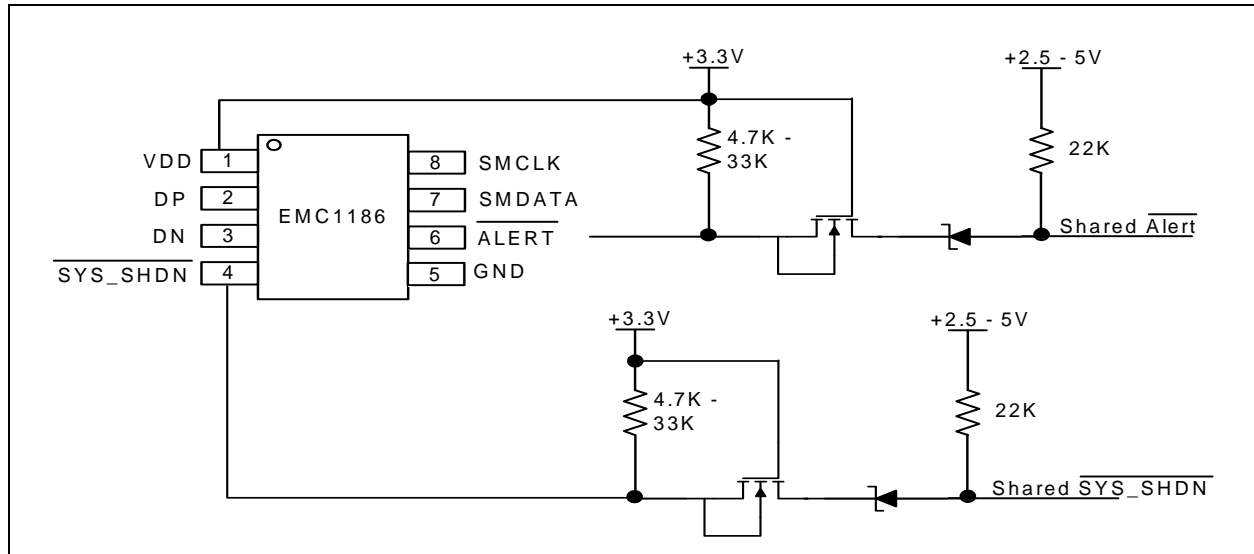 +3.3V
+2.5 - 5V
4.7K -
33K
22K
VDD 1
8 SMCLK
DP 2
7 SMDATA
EMC1186
DN 3
6 ALERT
SYS_SHDN 4
5 GND
Shared Alert
+3.3V
+2.5 - 5V
4.7K -
33K
22K
Shared SYS_SHDN